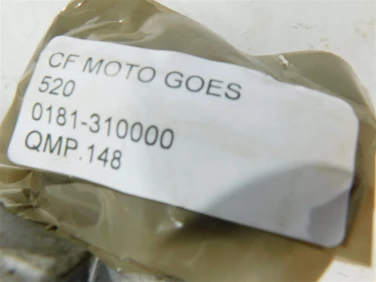 CF MOTO GOES
520
0181-310000
QMP.148